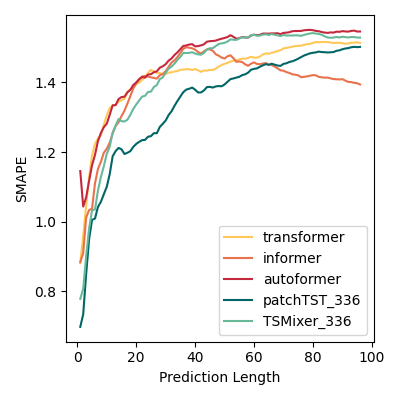 SMAPE
1.4
1.2
1.0
0.8
transformer
informer
autoformer
patchTST_336
TSMixer_336
0 20 40 60 80 100
Prediction Length